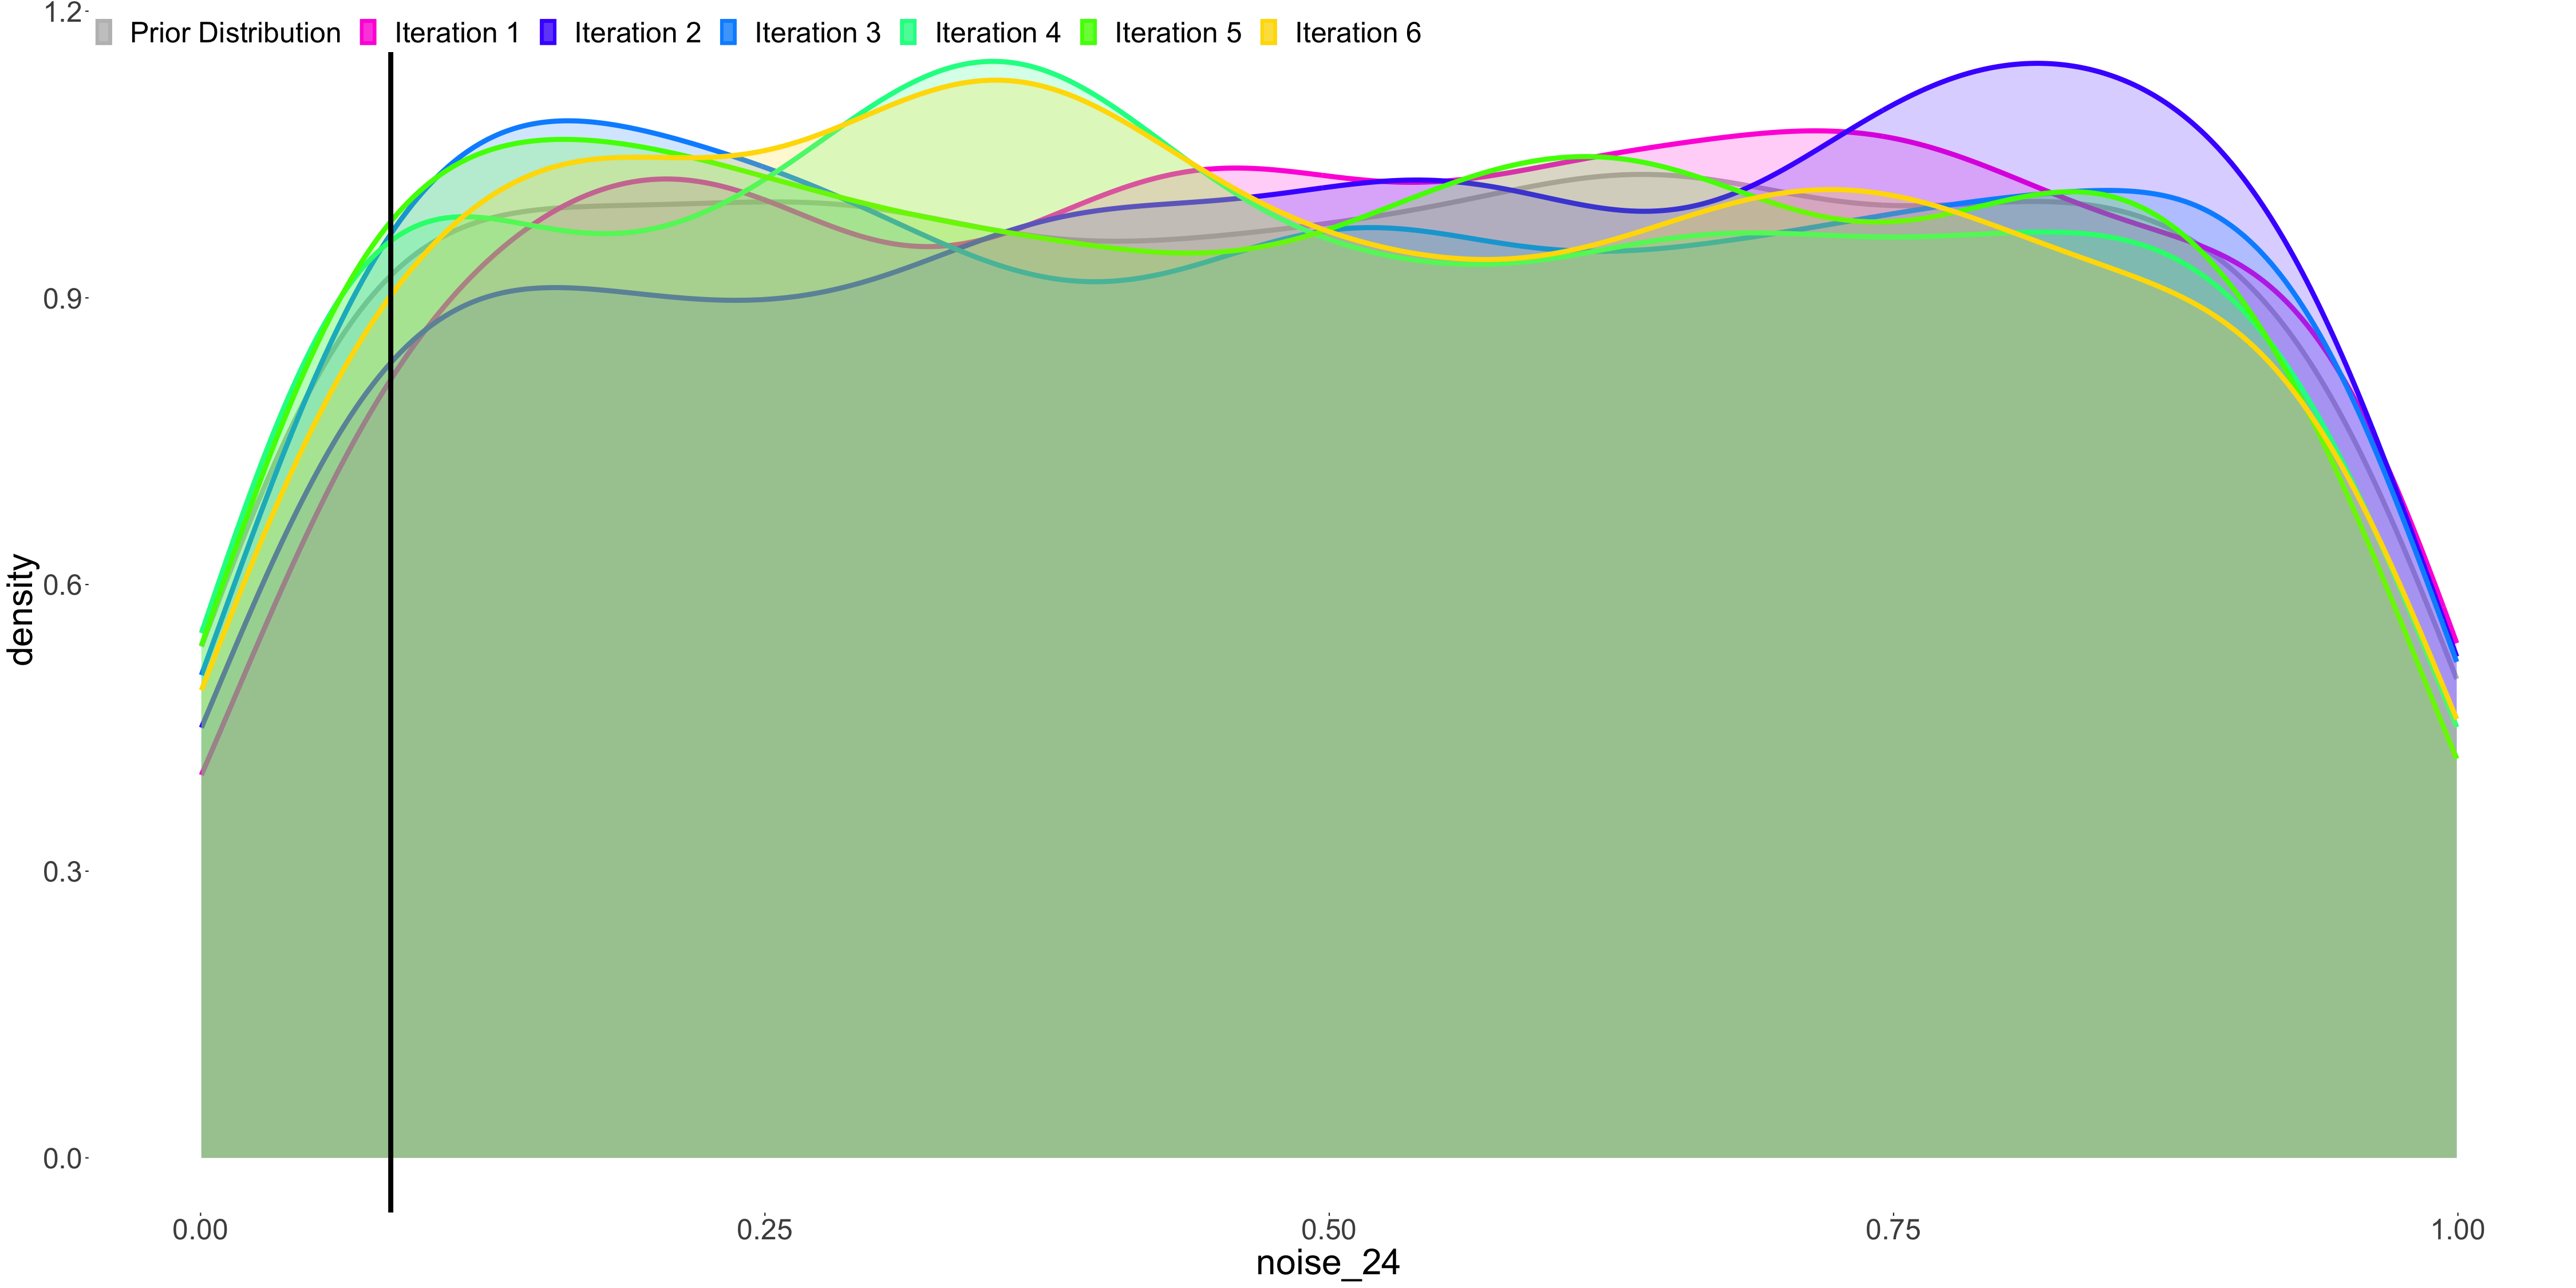 1.2
Prior Distribution Iteration 1 Iteration 2 Iteration 3 Iteration 4 Iteration 5 Iteration 6
0.9
0.6
density
0.3
0.0
0.00 0.25 0.50 0.75 1.00
noise_24